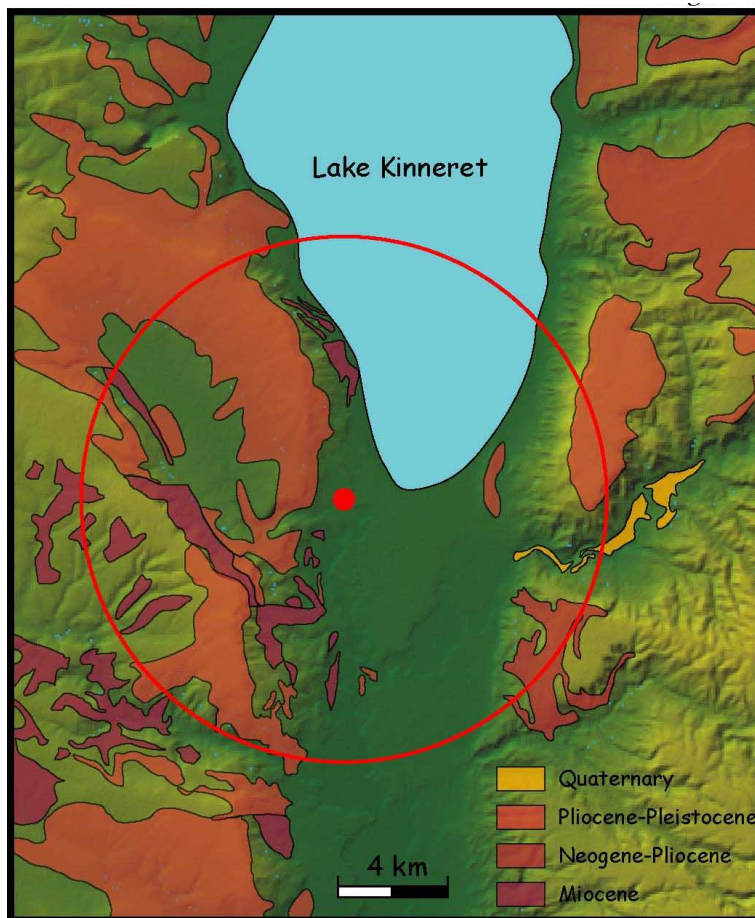 Lake Kinneret
Quaternary
Pliocene-Pleistocene
Neogene-Pliocene
Miocene
4 km